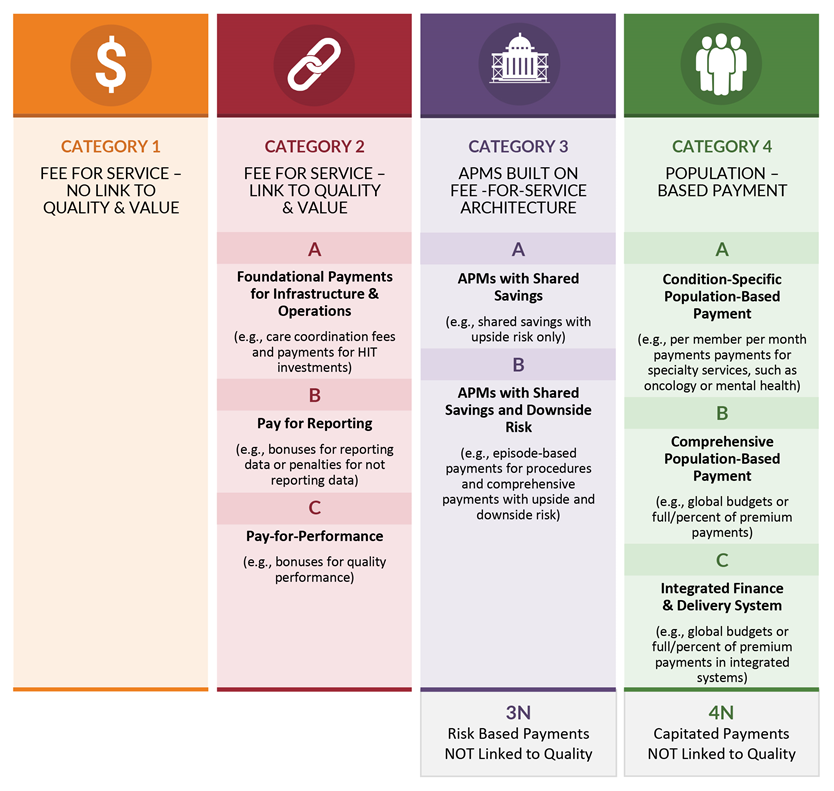 $
CATEGORY 1
FEE FOR SERVICE –
NO LINK TO
QUALITY & VALUE
CATEGORY 2
FEE FOR SERVICE –
LINK TO QUALITY
& VALUE
A
Foundational Payments
for Infrastructure &
Operations
(e.g., care coordination fees
and payments for HIT
investments)
B
Pay for Reporting
(e.g., bonuses for reporting
data or penalties for not
reporting data)
C
Pay-for-Performance
(e.g., bonuses for quality
performance)
CATEGORY 3
APMS BUILT ON
FEE -FOR-SERVICE
ARCHITECTURE
A
APMs with Shared
Savings
(e.g., shared savings with
upside risk only)
B
APMs with Shared
Savings and Downside
Risk
(e.g., episode-based
payments for procedures
and comprehensive
payments with upside and
downside risk)
3N
Risk Based Payments
NOT Linked to Quality
CATEGORY 4
POPULATION –
BASED PAYMENT
A
Condition-Specific
Population-Based
Payment
(e.g., per member per month
payments payments for
specialty services, such as
oncology or mental health)
B
Comprehensive
Population-Based
Payment
(e.g., global budgets or
full/percent of premium
payments)
C
Integrated Finance
& Delivery System
(e.g., global budgets or
full/percent of premium
payments in integrated
systems)
4N
Capitated Payments
NOT Linked to Quality